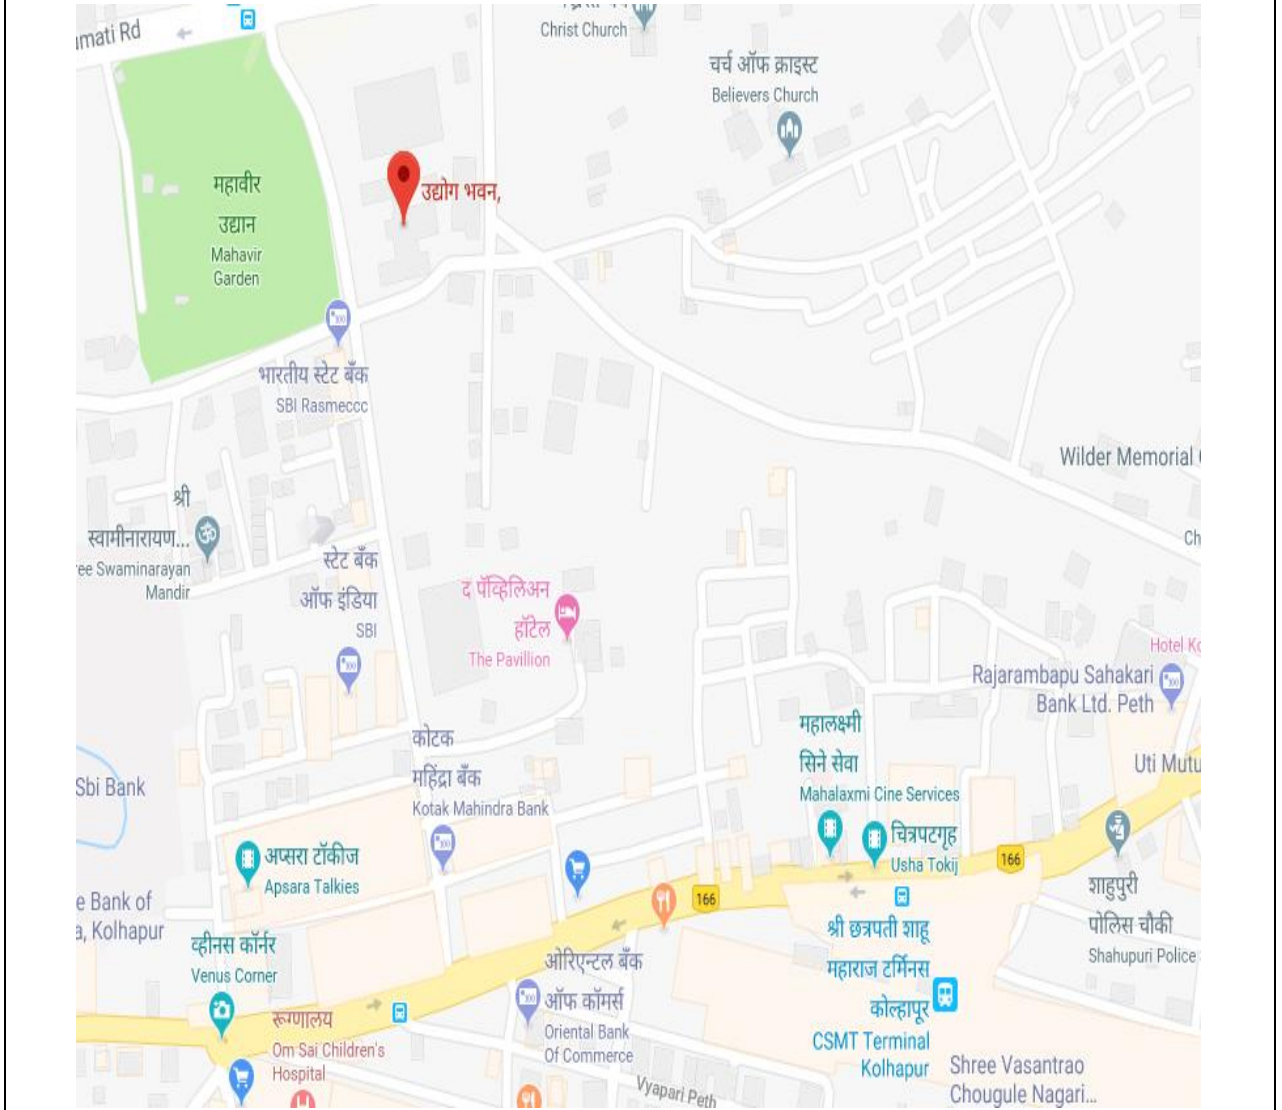 Christ Church
mati Rd
चर्च ऑफ क्राइस्ट
Believers Church
महावीर
उद्यान
Mahavir
Garden
उद्योग भवन,
भारतीय स्टेट बँक
SBI Rasmeccc
Wilder Memorial
श्री
स्वामीनारायण...
ree Swaminarayan
Mandir
Ch
स्टेट बँक
ऑफ इंडिया
SBI
द पॅव्हिलिअन
हॉटेल
The Pavillion
Hotel Ko
Rajarambapu Sahakari
Bank Ltd. Peth
महालक्ष्मी
सिने सेवा
Mahalaxmi Cine Services
कोटक
महिंद्रा बँक
Kotak Mahindra Bank
Uti Mutu
Sbi Bank
चित्रपटगृह
Usha Tokij
166
अप्सरा टॉकीज
Apsara Talkies
166
शाहुपुरी
पोलिस चौकी
Shahupuri Police
e Bank of
a, Kolhapur
व्हीनस कॉर्नर
Venus Corner
श्री छत्रपती शाहू
महाराज टर्मिनस
कोल्हापूर
CSMT Terminal
Kolhapur
ओरिएन्टल बँक
ऑफ कॉमर्स
Oriental Bank
Of Commerce
रूग्णालय
Om Sai Children's
Hospital
Vyapari Peth
Shree Vasantrao
Chougule Nagari...